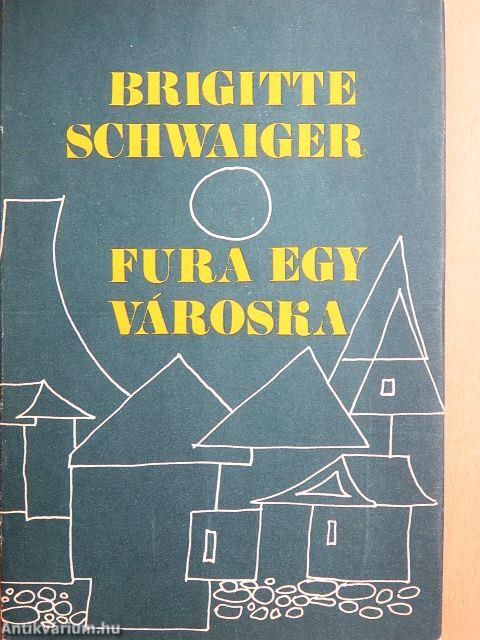 BRIGITTE
SCHWAIGER
FURA EGY
VÁROSKA
Antikvarium.hu